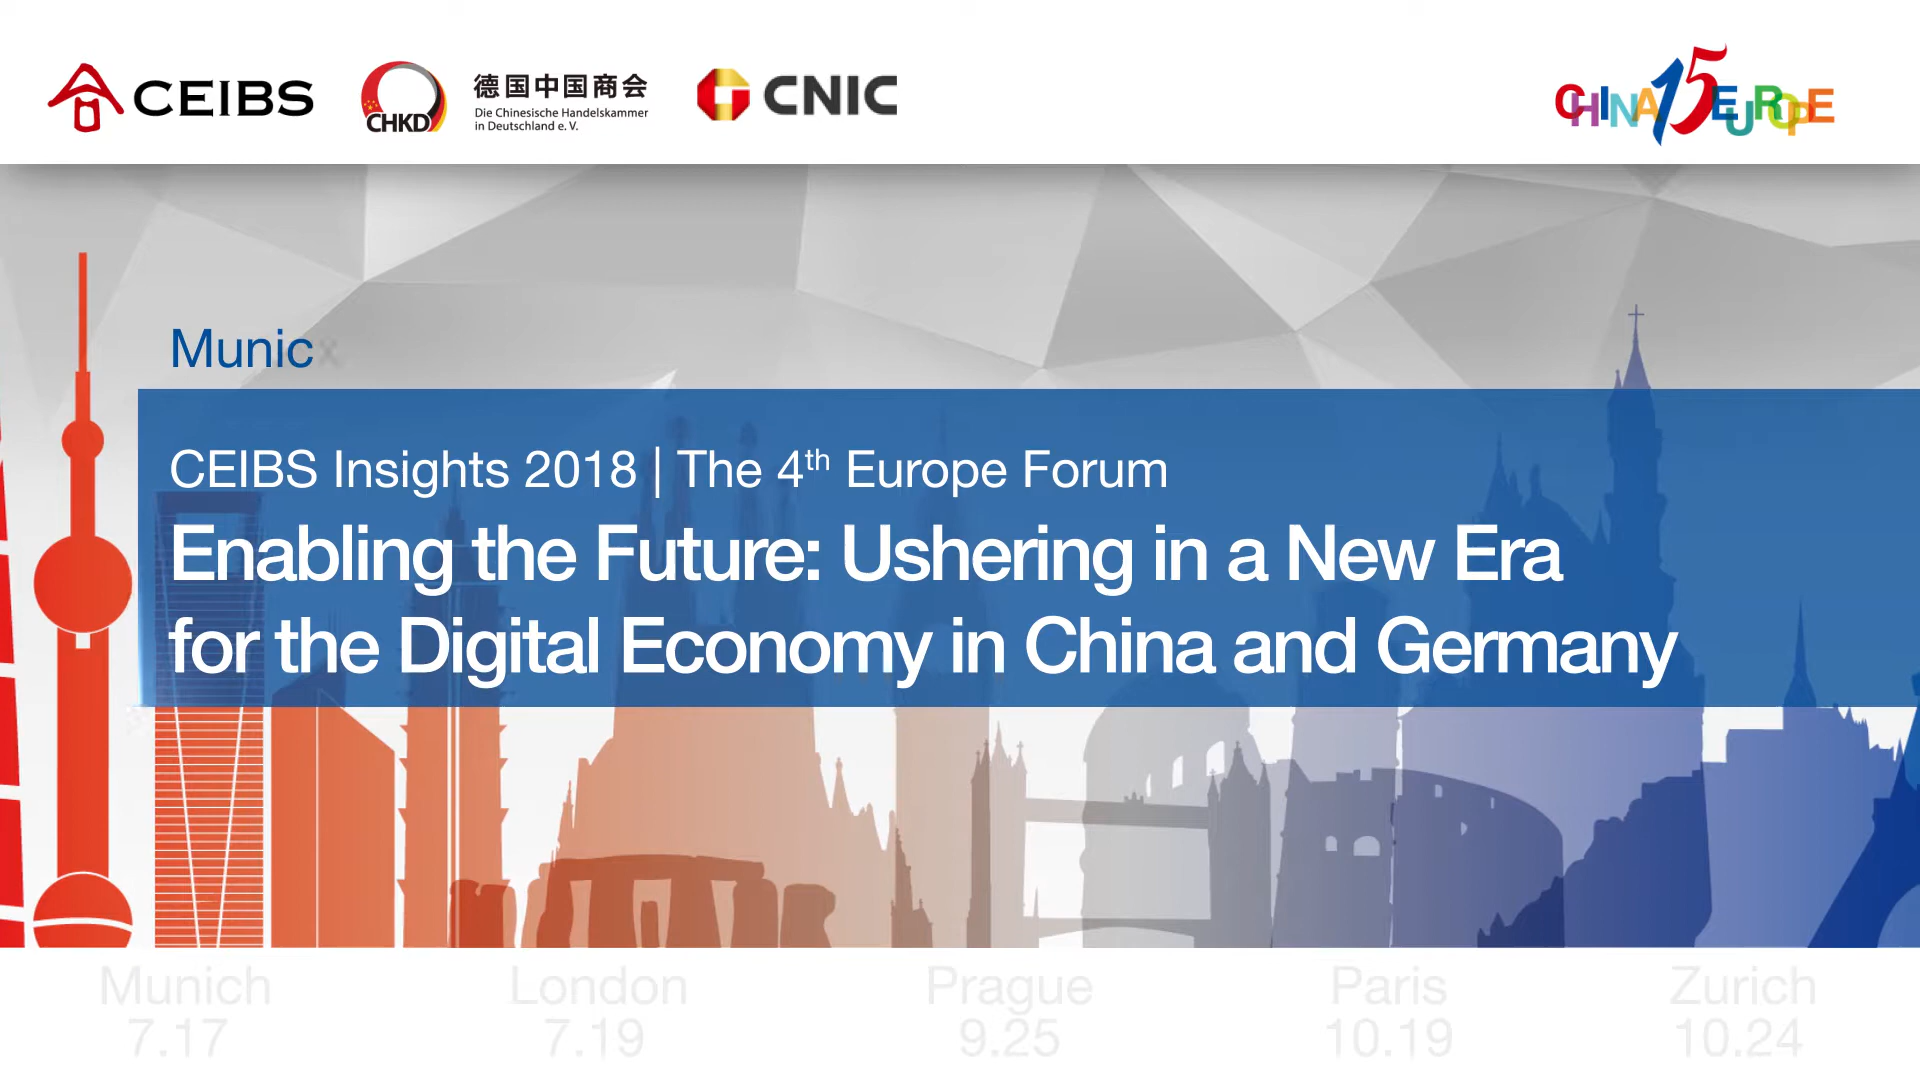 CEIBS
CHKD
德国中国商会
Die Chinesische Handelskammer
in Deutschland e. V.
CNIC
CHINA 15 EUROPE
Munic
CEIBS Insights 2018 | The 4th Europe Forum
Enabling the Future: Ushering in a New Era
for the Digital Economy in China and Germany
Munich London Prague Paris Zurich
7.17 7.19 9.25 10.19 10.24